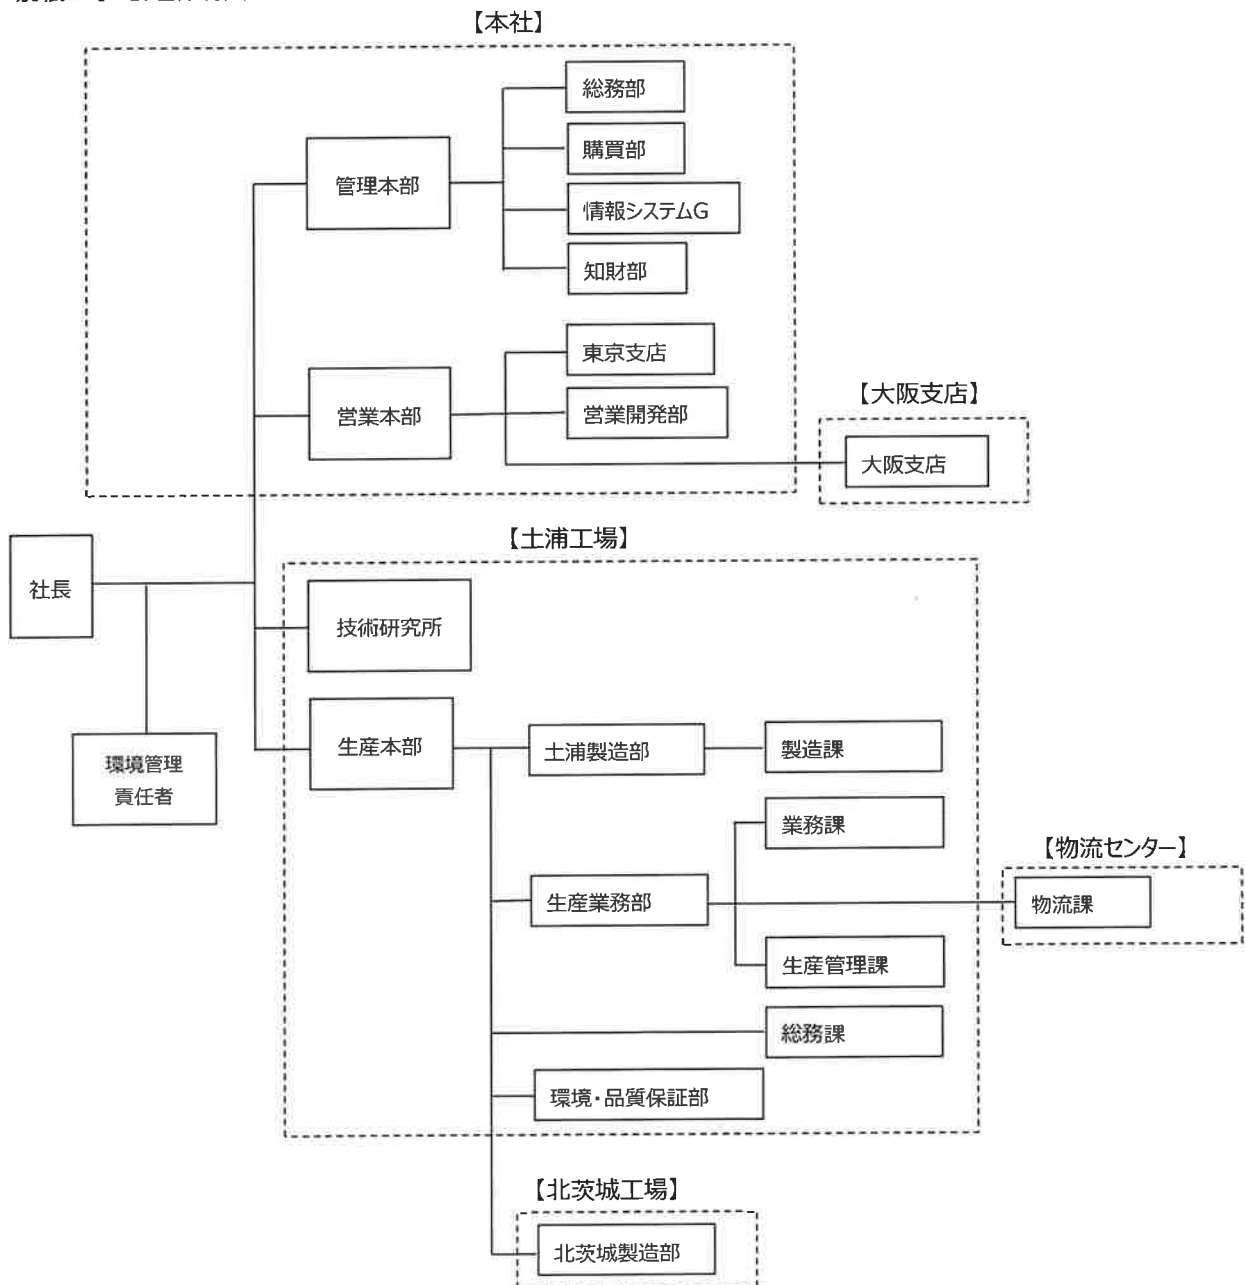 【本社】
総務部
購買部
管理本部
情報システムG
知財部
東京支店
営業本部
営業開発部
【大阪支店】
大阪支店
【土浦工場】
社長
技術研究所
環境管理
責任者
生産本部
土浦製造部
製造課
業務課
【物流センター】
生産業務部
物流課
生産管理課
総務課
環境・品質保証部
【北茨城工場】
北茨城製造部